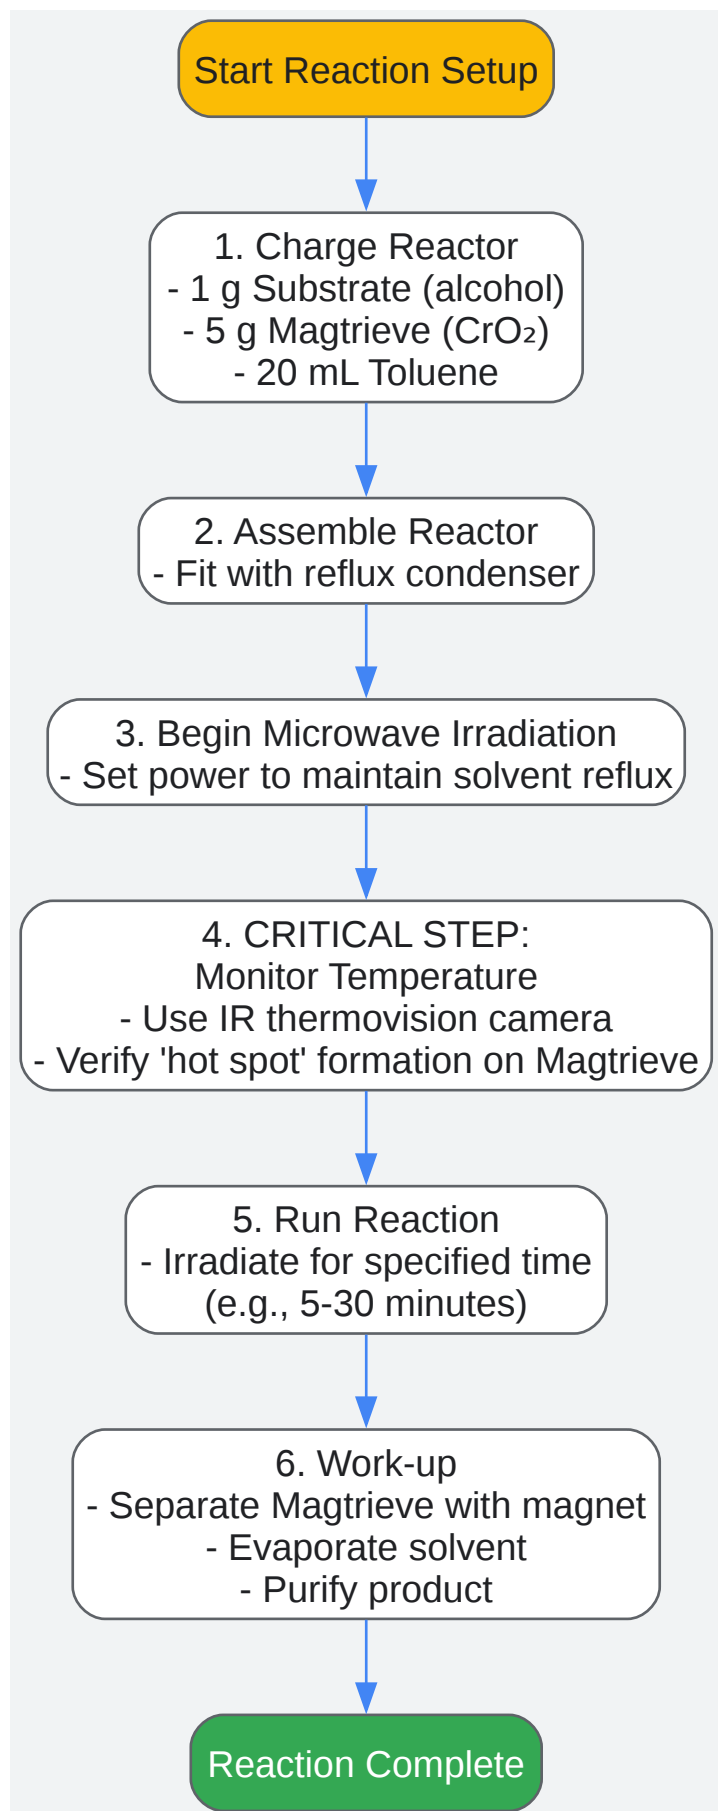 Start Reaction Setup
1. Charge Reactor
- 1 g Substrate (alcohol)
- 5 g Magtrieve (CrO₂)
- 20 mL Toluene
2. Assemble Reactor
- Fit with reflux condenser
3. Begin Microwave Irradiation
- Set power to maintain solvent reflux
4. CRITICAL STEP:
Monitor Temperature
- Use IR thermovision camera
- Verify 'hot spot' formation on Magtrieve
5. Run Reaction
- Irradiate for specified time
(e.g., 5-30 minutes)
6. Work-up
- Separate Magtrieve with magnet
- Evaporate solvent
- Purify product
Reaction Complete